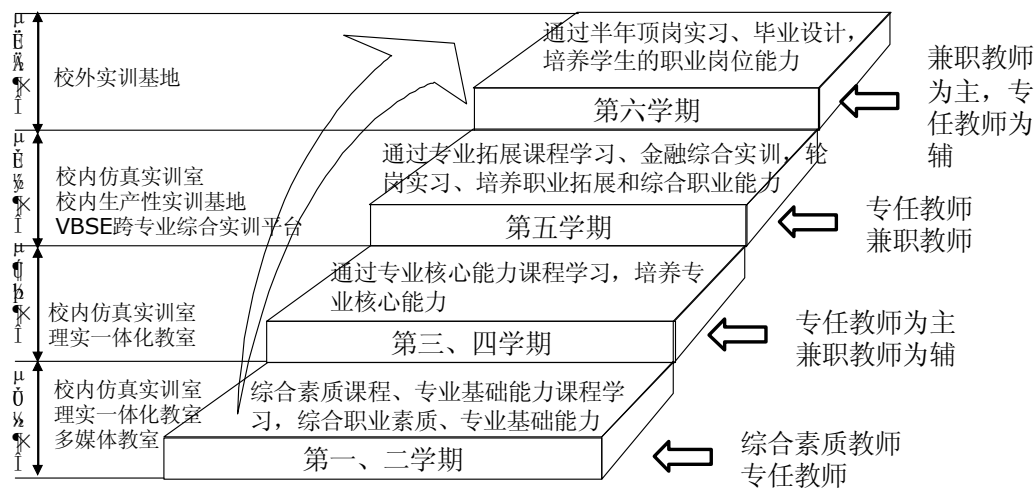 通过半年顶岗实习、毕业设计，
培养学生的职业岗位能力
校外实训基地
第六学期
兼职教师
为主，专
任教师为
辅
通过专业拓展课程学习、金融综合实训，轮
岗实习、培养职业拓展和综合职业能力
校内仿真实训室
校内生产性实训基地
VBSE跨专业综合实训平台
第五学期
专任教师
兼职教师
通过专业核心能力课程学习，培养专
业核心能力
校内仿真实训室
理实一体化教室
第三、四学期
专任教师为主
兼职教师为辅
综合素质课程、专业基础能力课程学
习，综合职业素质、专业基础能力
校内仿真实训室
理实一体化教室
多媒体教室
第一、二学期
综合素质教师
专任教师